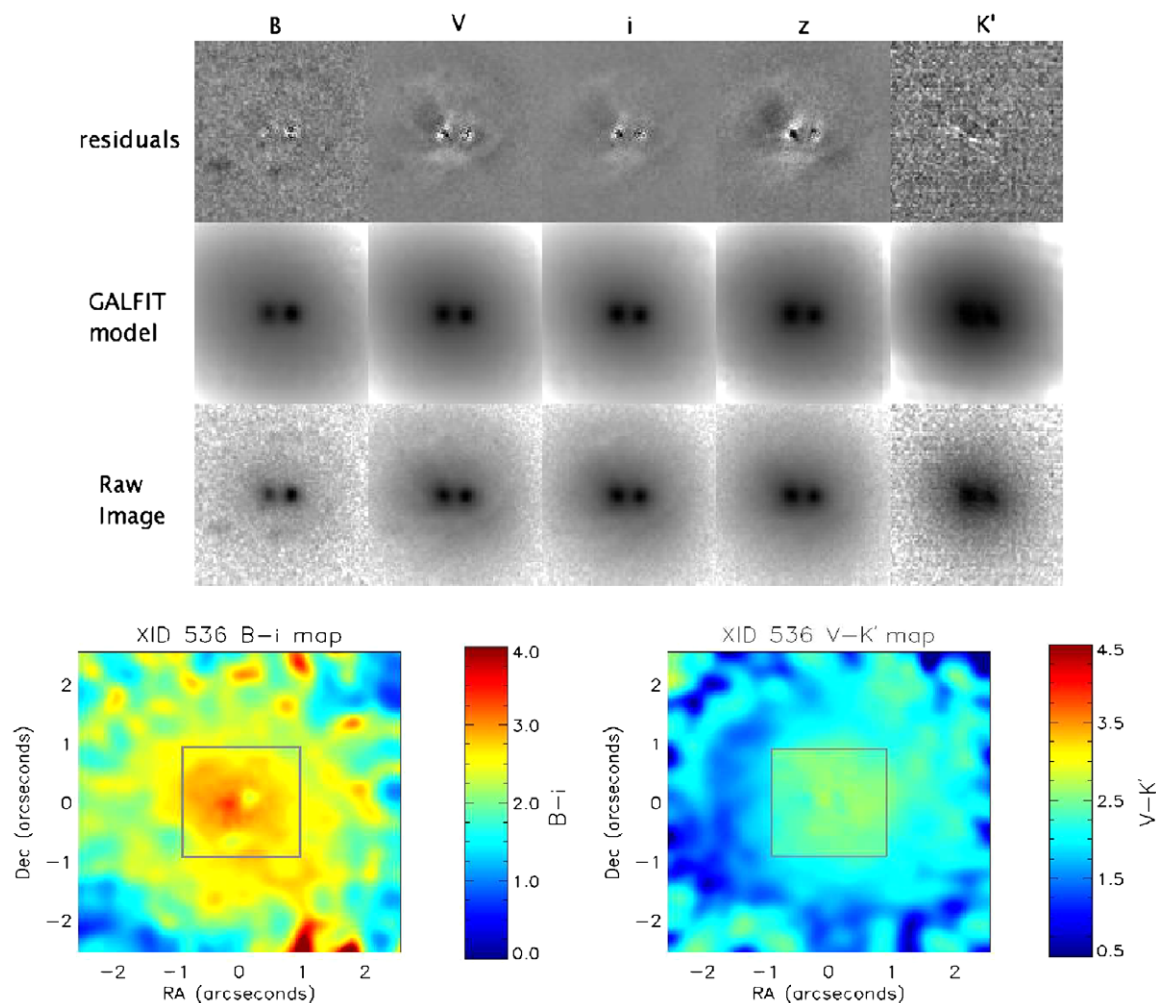 B V i z K'
residuals
GALFIT
model
Raw
Image
XID 536 B−i map
XID 536 V−K' map
2
1
0
−1
−2
Dec (arcseconds)
−2 −1 0 1 2
RA (arcseconds)
4.0
3.0
2.0
1.0
0.0
B−i
2
1
0
−1
−2
Dec (arcseconds)
−2 −1 0 1 2
RA (arcseconds)
4.5
3.5
2.5
1.5
0.5
V−K'